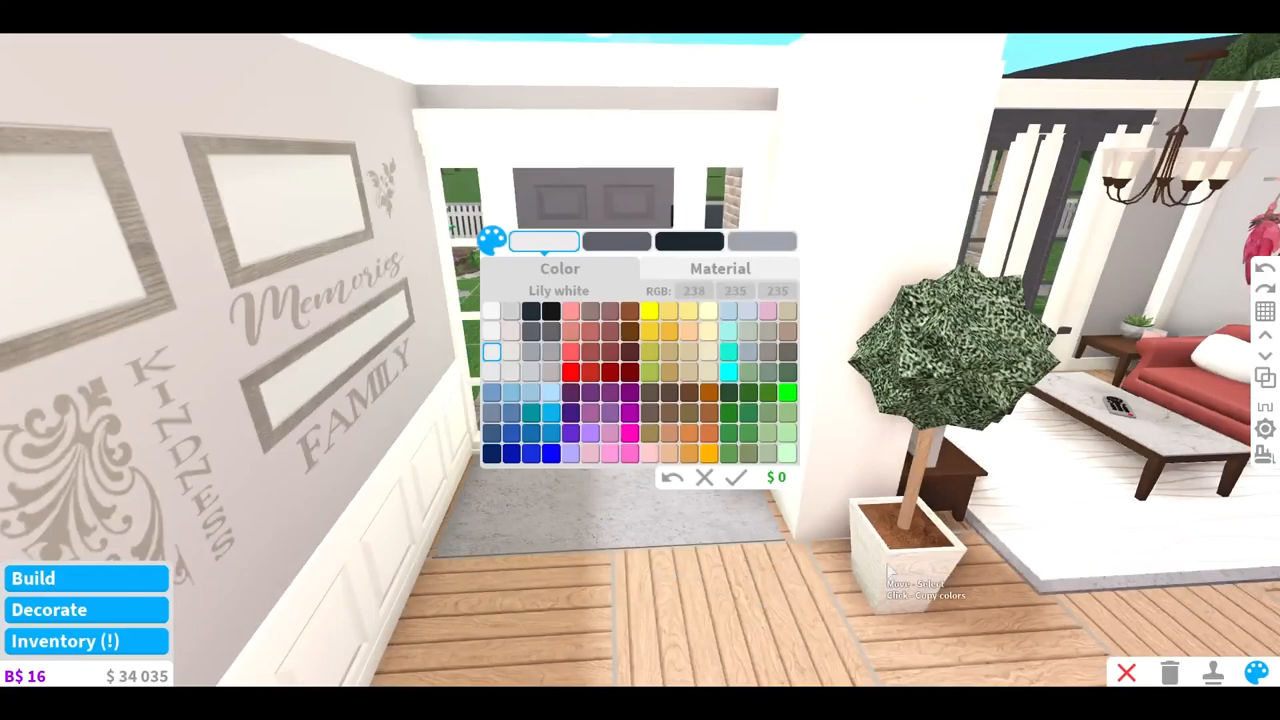 Memories
KINDNESS
FAMILY
Color
Material
Lily white
RGB: 238 235 235
$ 0
Move - Select
Click - Copy colors
Build
Decorate
Inventory (!)
B$ 16
$ 34 035